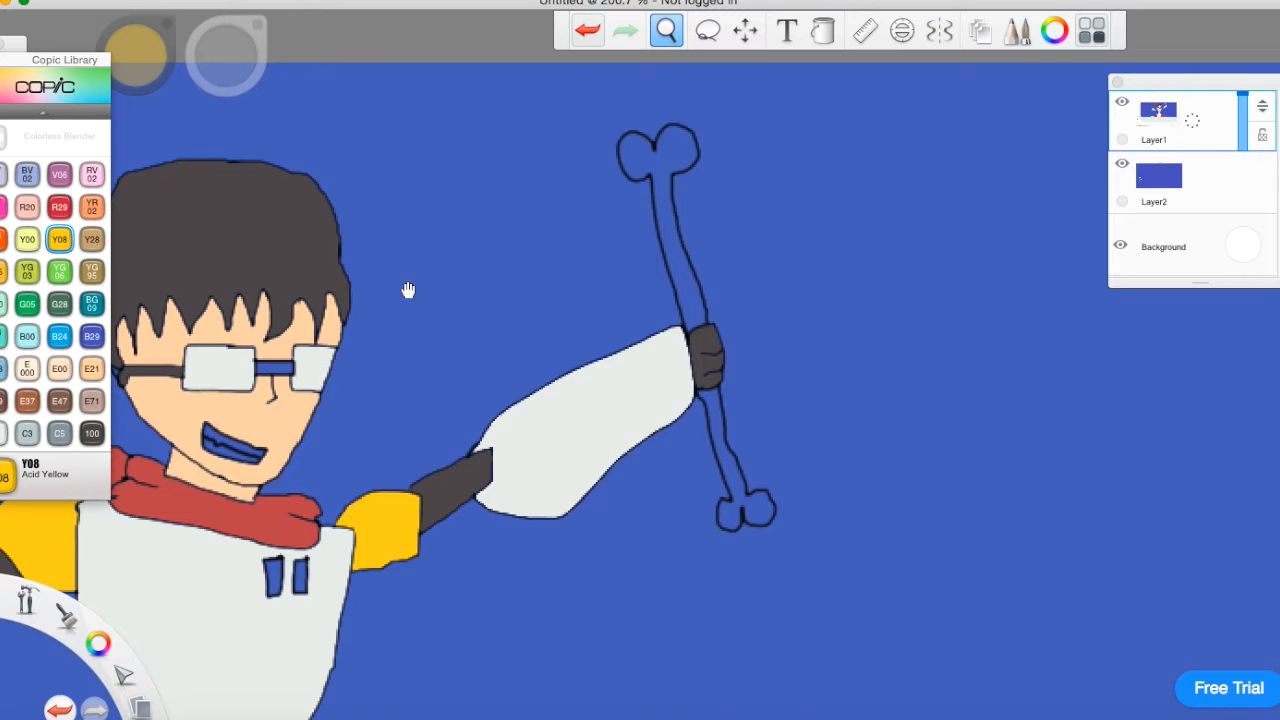 Untitled @ 200.7 % - Not logged in
Copic Library
COPIC
Colorless Blender
BV 02
V06
RV 02
R20
R29
YR 02
Y00
Y08
Y28
YG 03
YG 06
YG 95
G05
G28
BG 09
B00
B24
B29
E 000
E00
E21
E37
E47
E71
C3
C5
100
08
Y08
Acid Yellow
T
Layer1
Layer2
Background
Free Trial